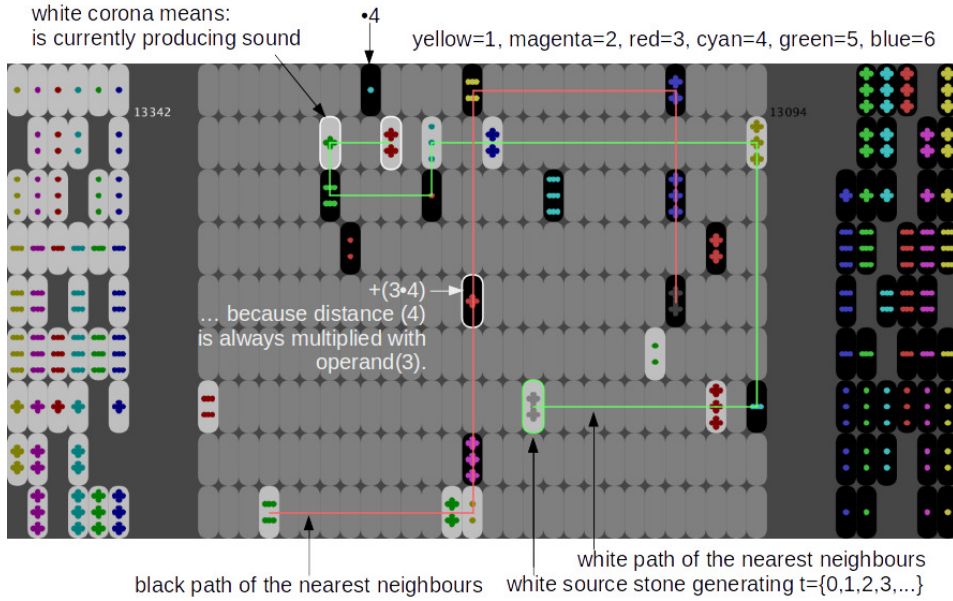 white corona means:
is currently producing sound
•4
yellow=1, magenta=2, red=3, cyan=4, green=5, blue=6
13342
13094
+(3•4)
... because distance (4)
is always multiplied with
operand(3).
black path of the nearest neighbours
white path of the nearest neighbours
white source stone generating t={0,1,2,3,...}